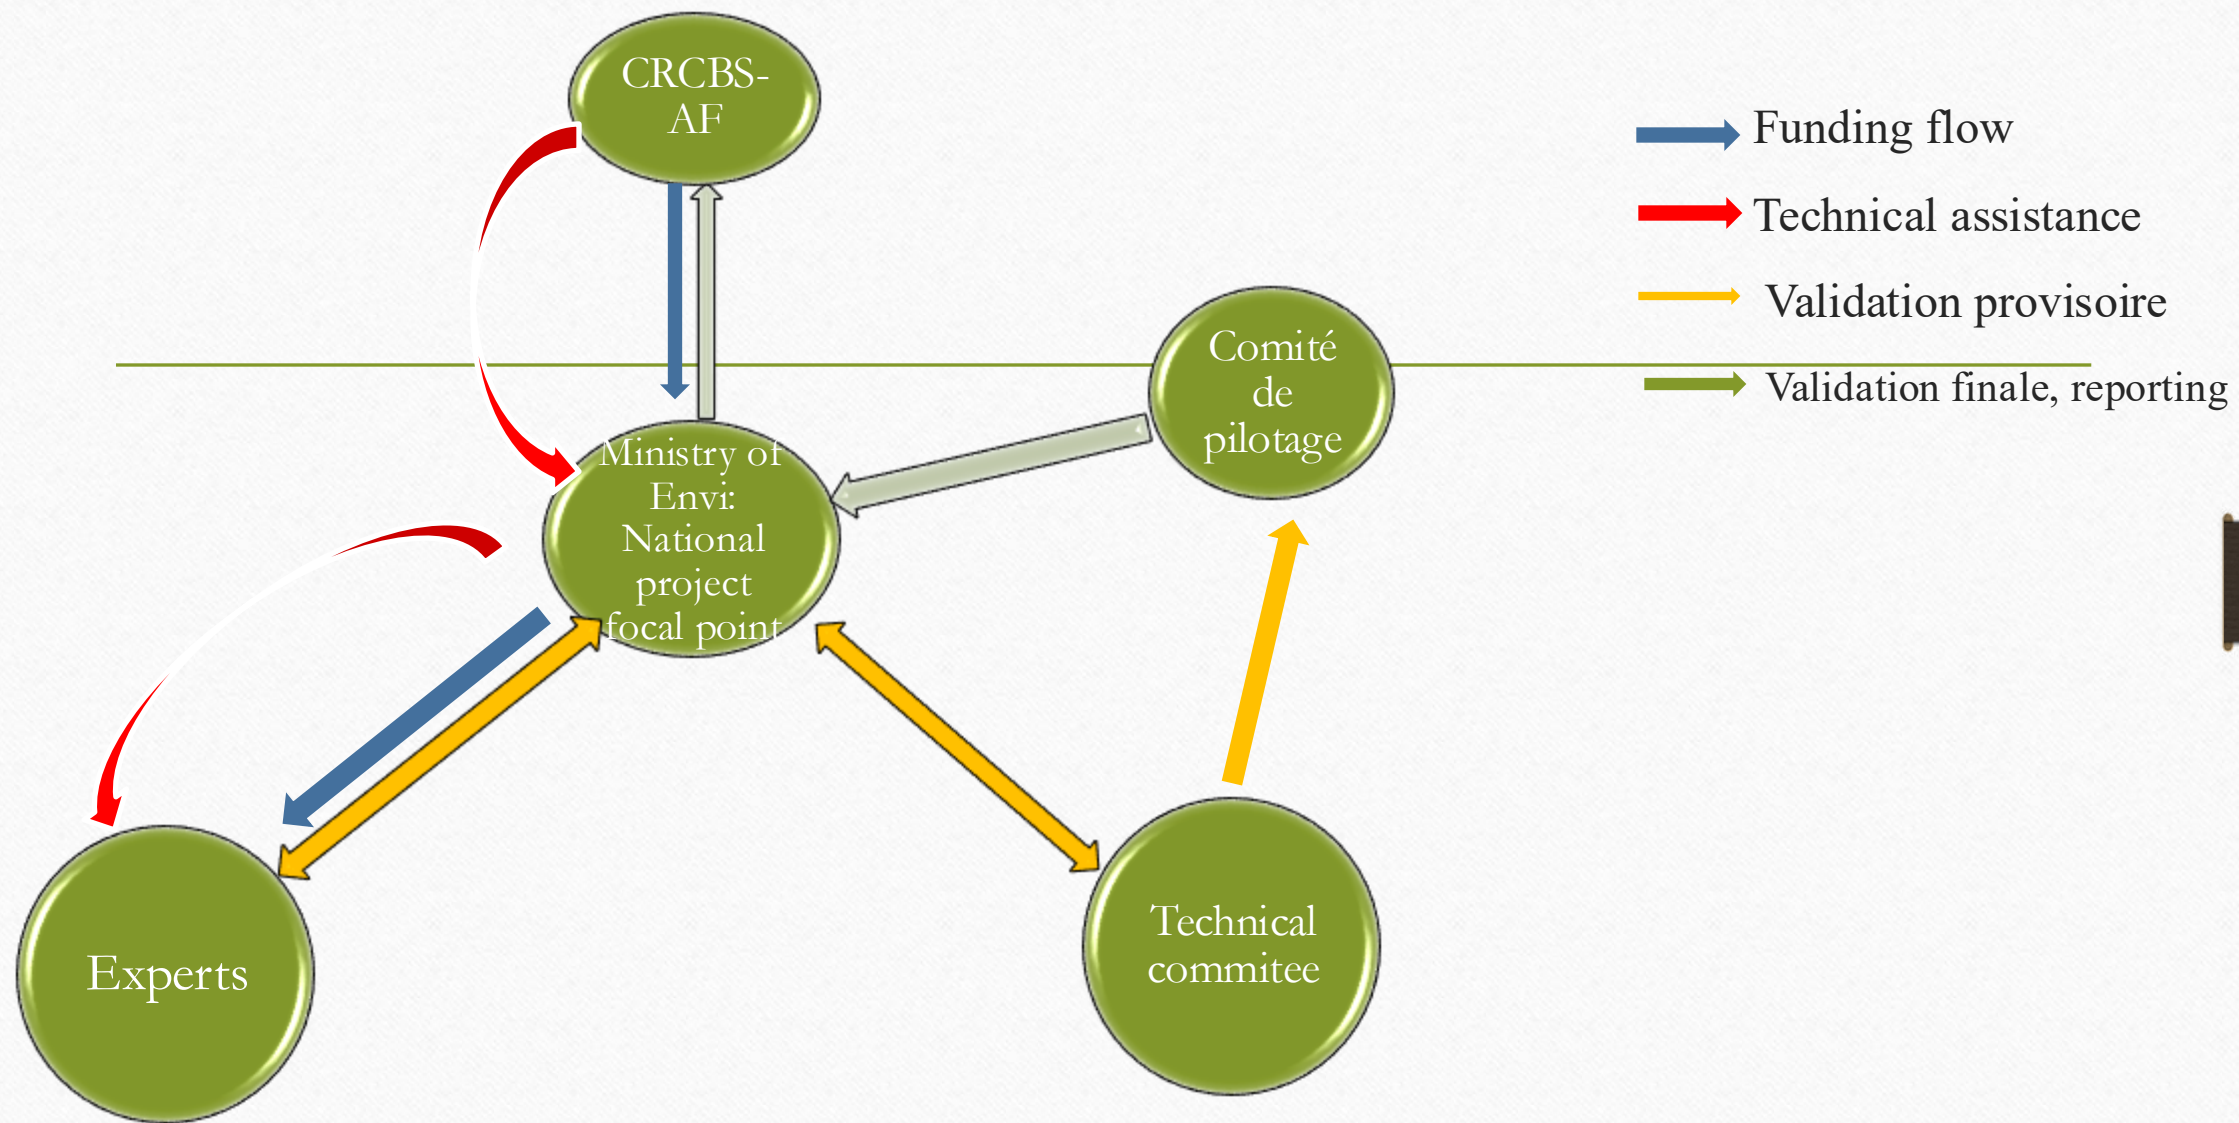 CRCBS-
AF
Funding flow
Technical assistance
Validation provisoire
Validation finale, reporting
Comité
de
pilotage
Ministry of
Envi:
National
project
focal point
Technical
commitee
Experts